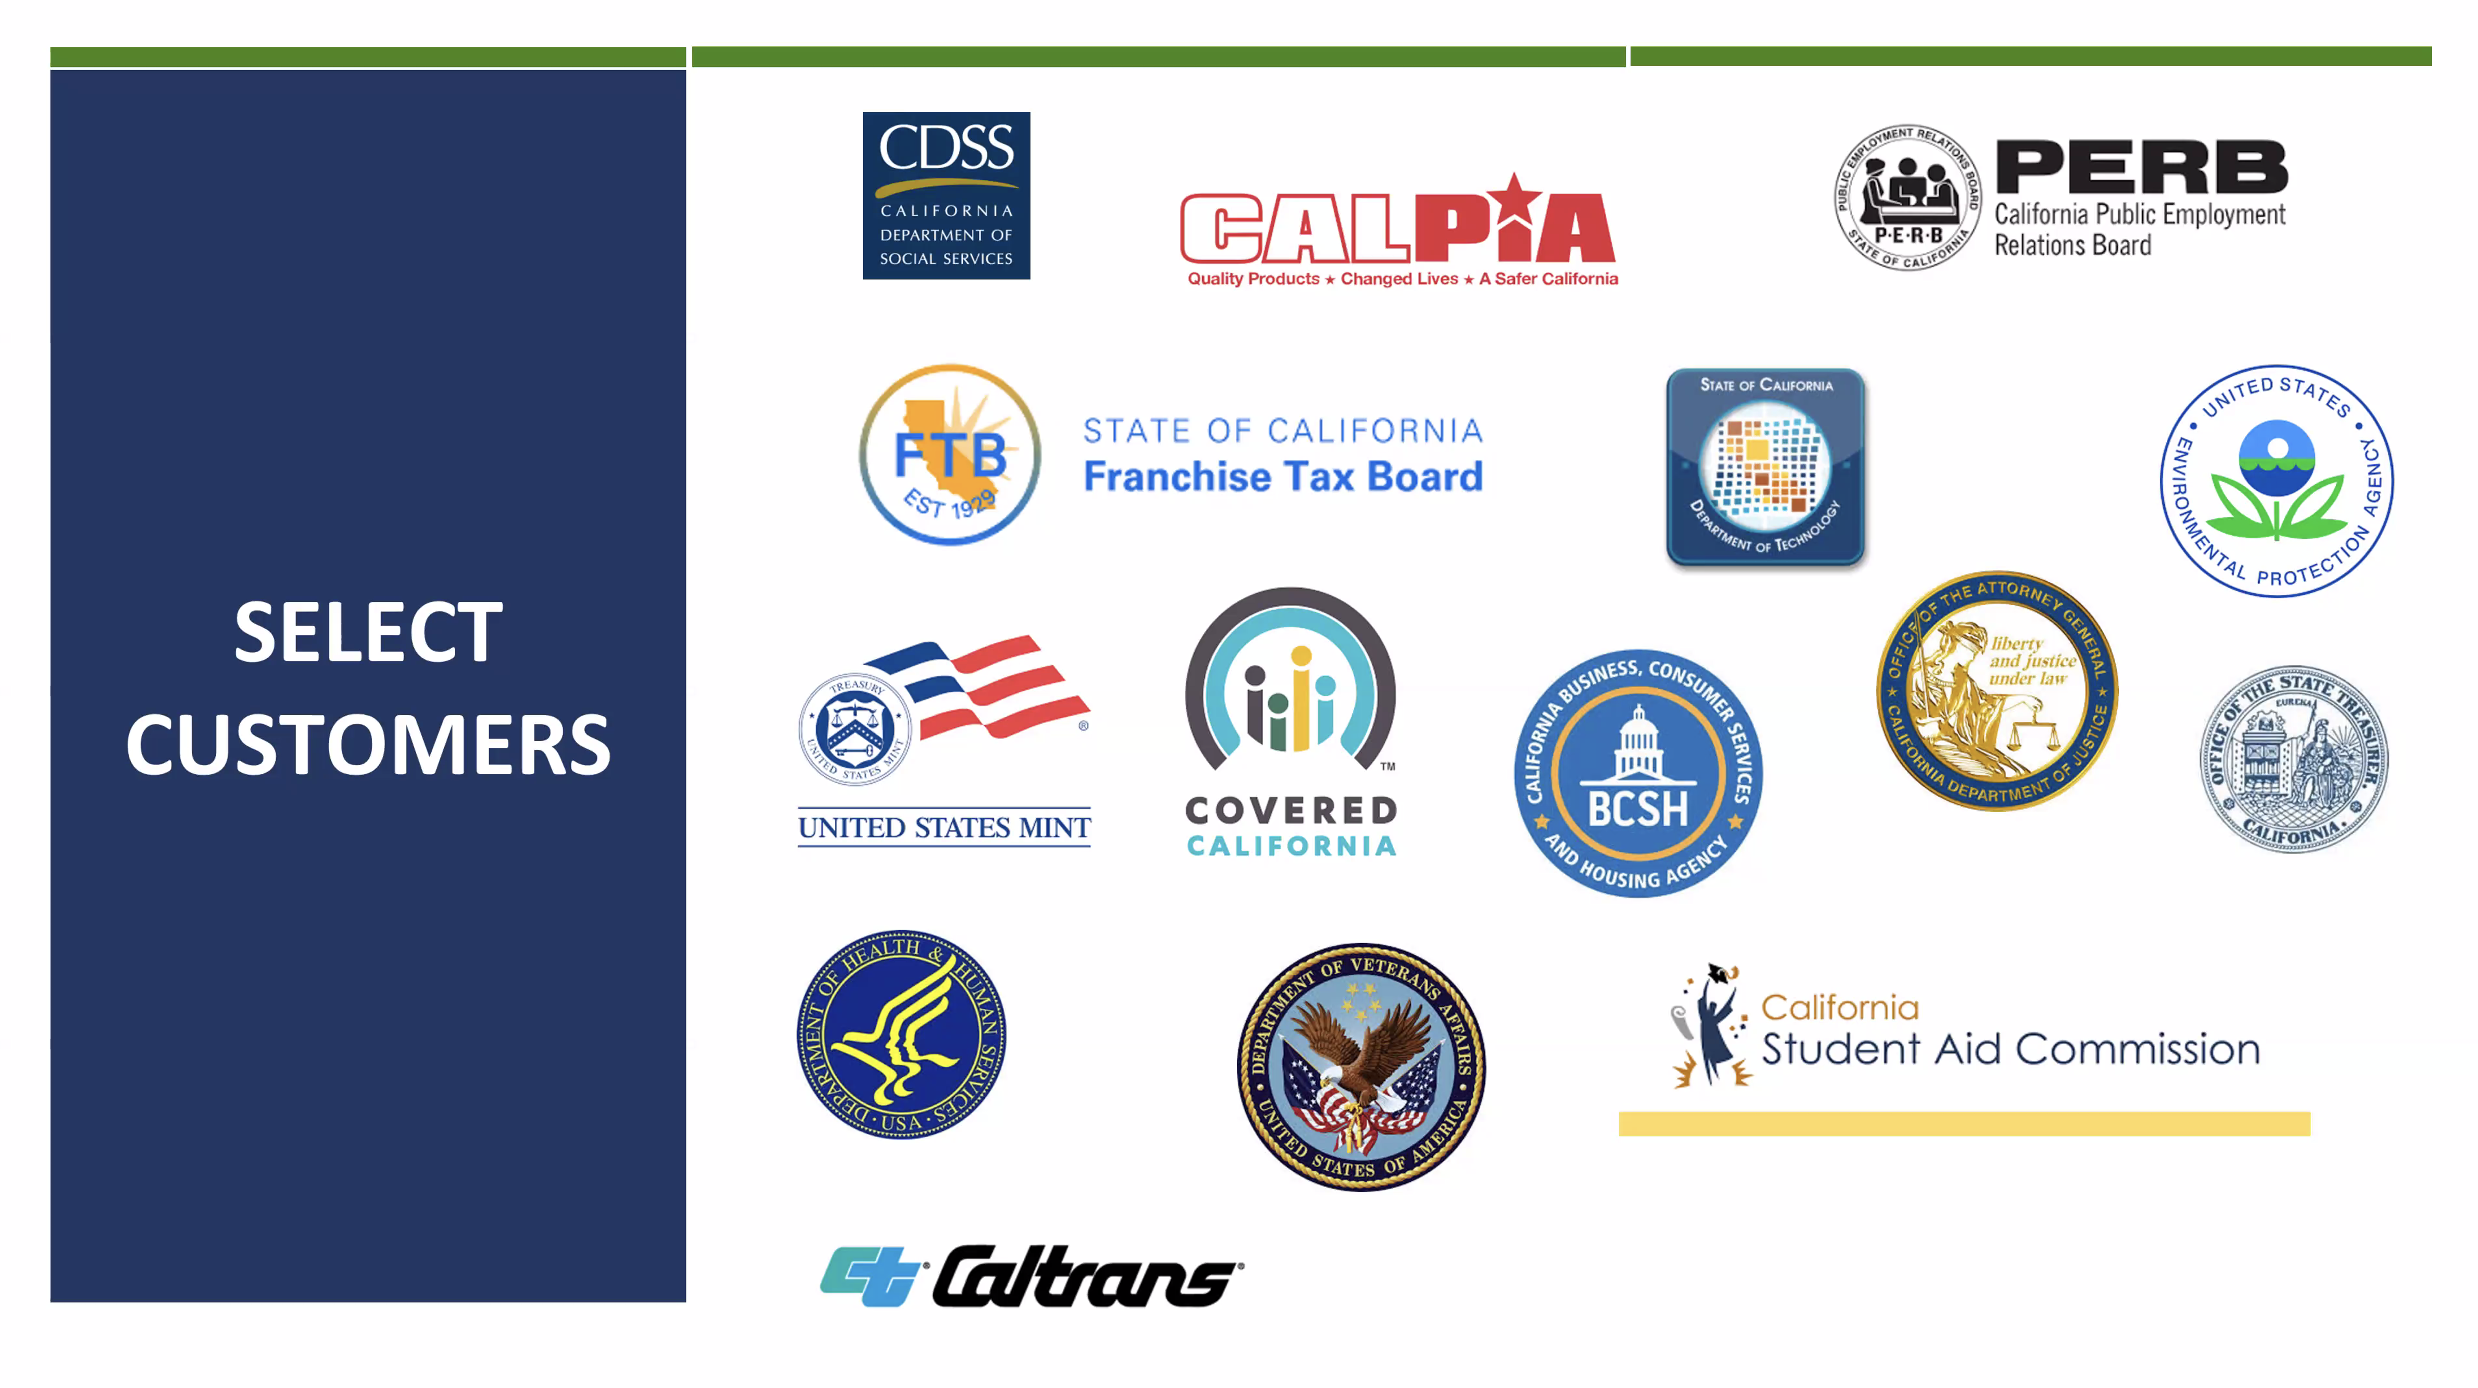 SELECT
CUSTOMERS
CDSS
CALIFORNIA
DEPARTMENT OF
SOCIAL SERVICES
CALPIA
Quality Products ★ Changed Lives ★ A Safer California
PUBLIC EMPLOYMENT RELATIONS BOARD
P·E·R·B
STATE OF CALIFORNIA
PERB
California Public Employment
Relations Board
FTB
EST 1929
STATE OF CALIFORNIA
Franchise Tax Board
STATE OF CALIFORNIA
DEPARTMENT OF TECHNOLOGY
UNITED STATES
ENVIRONMENTAL PROTECTION AGENCY
TREASURY
UNITED STATES MINT
®
UNITED STATES MINT
TM
COVERED
CALIFORNIA
CALIFORNIA BUSINESS, CONSUMER SERVICES
BCSH
AND HOUSING AGENCY
OFFICE OF THE ATTORNEY GENERAL
liberty
and justice
under law
CALIFORNIA DEPARTMENT OF JUSTICE
OFFICE OF THE STATE TREASURER.
EUREKA
CALIFORNIA.
DEPARTMENT OF HEALTH & HUMAN SERVICES · USA ·
DEPARTMENT OF VETERANS AFFAIRS
UNITED STATES OF AMERICA
California
Student Aid Commission
Ct® Caltrans®